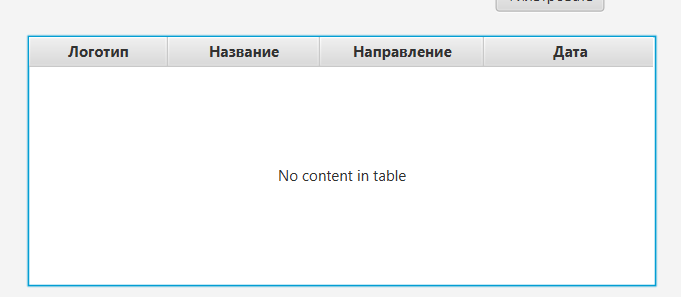 Логотип Название Направление Дата
No content in table